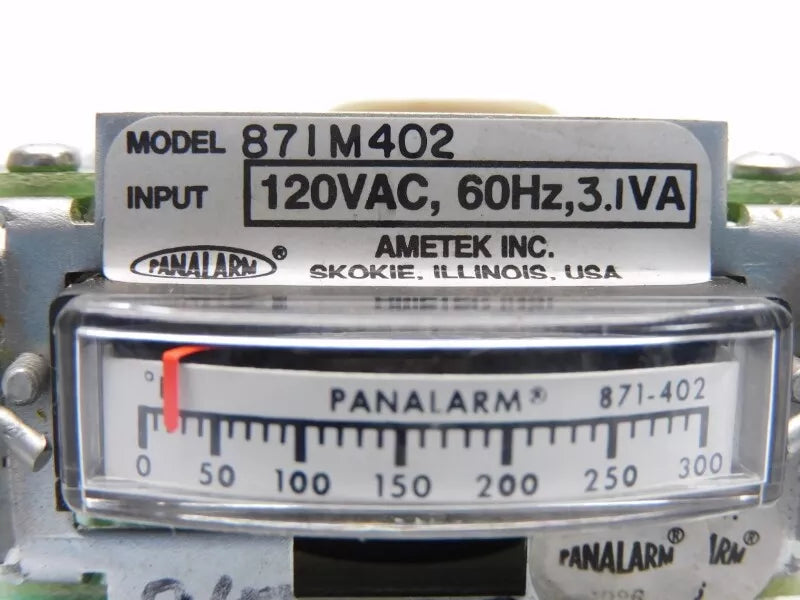 MODEL 871M402
INPUT 120VAC, 60Hz, 3.1VA
PANALARM® AMETEK INC.
SKOKIE, ILLINOIS, USA
° PANALARM® 871-402
0 50 100 150 200 250 300
PANALARM®